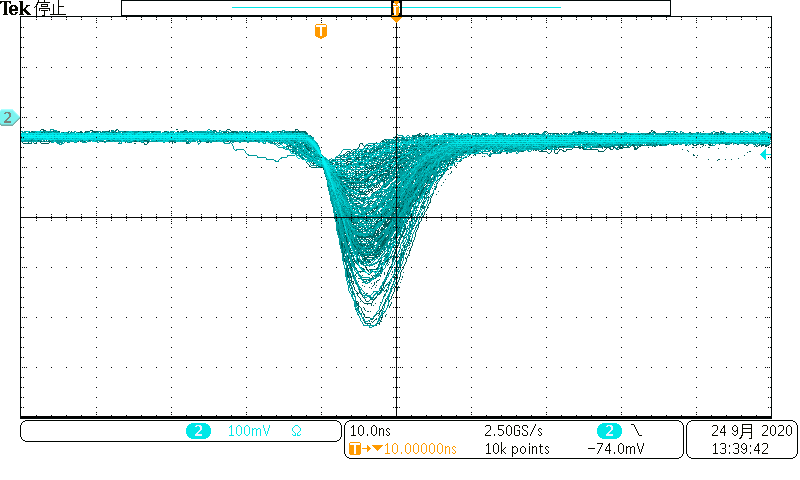 Tek 停止
T
T
2
2 100mV Ω 10.0ns 2.50GS/s 2 24 9月 2020
T→▼10.00000ns 10k points -74.0mV 13:39:42